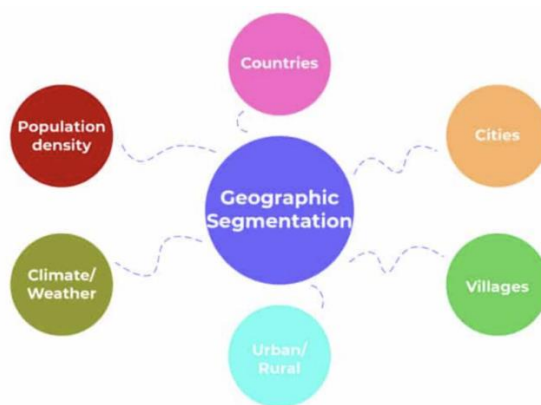 Countries
Population
density
Cities
Geographic
Segmentation
Climate/
Weather
Villages
Urban/
Rural